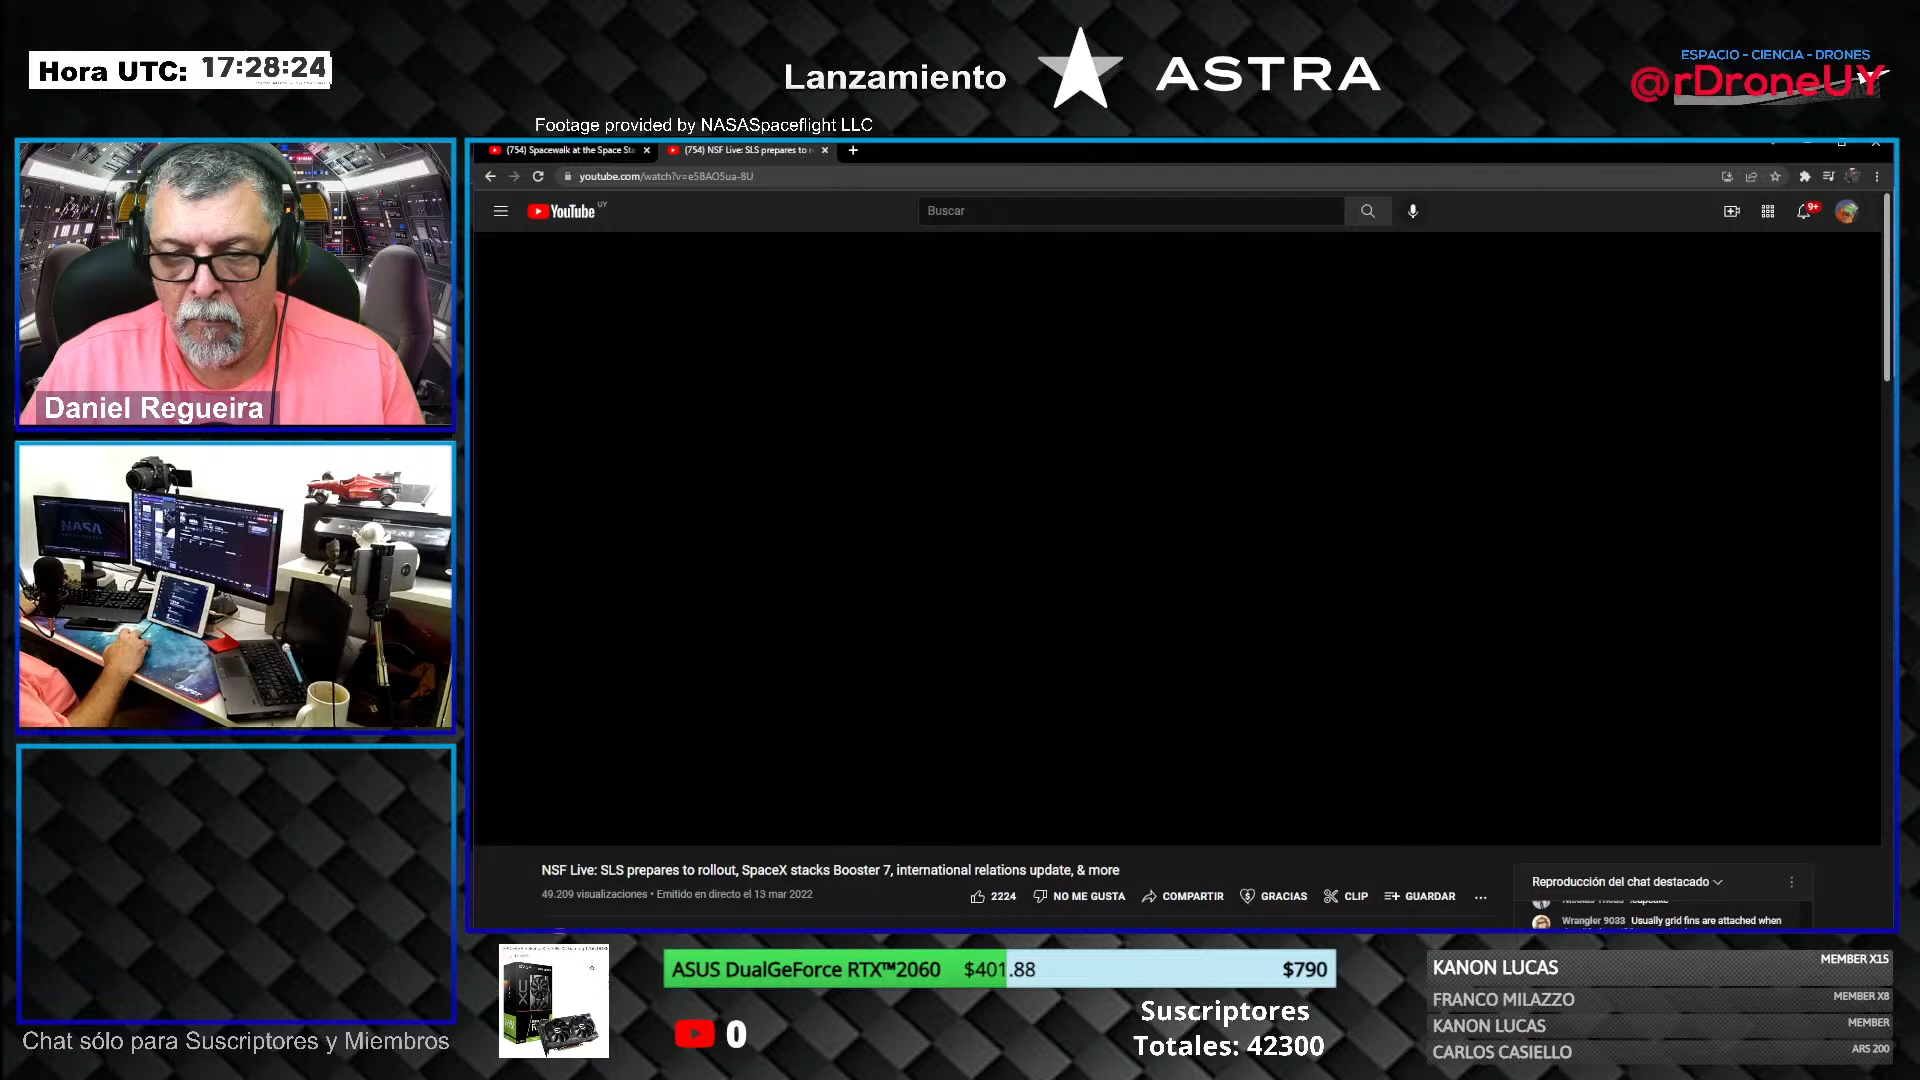 Hora UTC: 17:28:24
Lanzamiento ASTRA
ESPACIO - CIENCIA - DRONES
@rDroneUY
Footage provided by NASASpaceflight LLC
(754) Spacewalk at the Space Sta
(754) NSF Live: SLS prepares to r
youtube.com/watch?v=e5BAO5ua-8U
YouTube UY
Buscar
9+
Daniel Regueira
NASA
NSF Live: SLS prepares to rollout, SpaceX stacks Booster 7, international relations update, & more
49.209 visualizaciones • Emitido en directo el 13 mar 2022
2224 NO ME GUSTA COMPARTIR GRACIAS CLIP GUARDAR
Reproducción del chat destacado
Wrangler 9033 Usually grid fins are attached when
ASUS DualGeForce RTX™2060 $401.88 $790
0
Suscriptores
Totales: 42300
KANON LUCAS MEMBER X15
FRANCO MILAZZO MEMBER X8
KANON LUCAS MEMBER
CARLOS CASIELLO ARS 200
Chat sólo para Suscriptores y Miembros